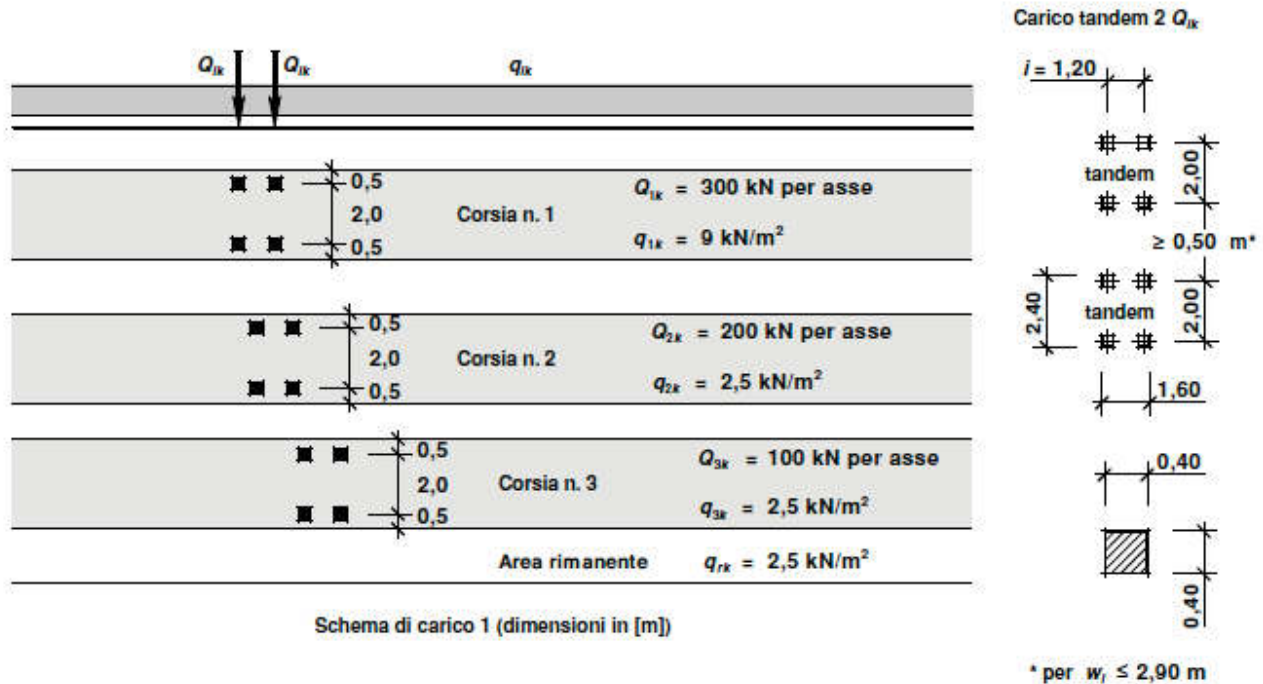 Carico tandem 2 Qlk
Qlk Qlk qlk
i = 1,20
0,5
2,0
0,5
Corsia n. 1
Q1k = 300 kN per asse
q1k = 9 kN/m²
tandem
2,00
≥ 0,50 m*
0,5
2,0
0,5
Corsia n. 2
Q2k = 200 kN per asse
q2k = 2,5 kN/m²
2,40
tandem
2,00
1,60
0,5
2,0
0,5
Corsia n. 3
Q3k = 100 kN per asse
q3k = 2,5 kN/m²
0,40
Area rimanente qrk = 2,5 kN/m²
0,40
Schema di carico 1 (dimensioni in [m])
* per wl ≤ 2,90 m